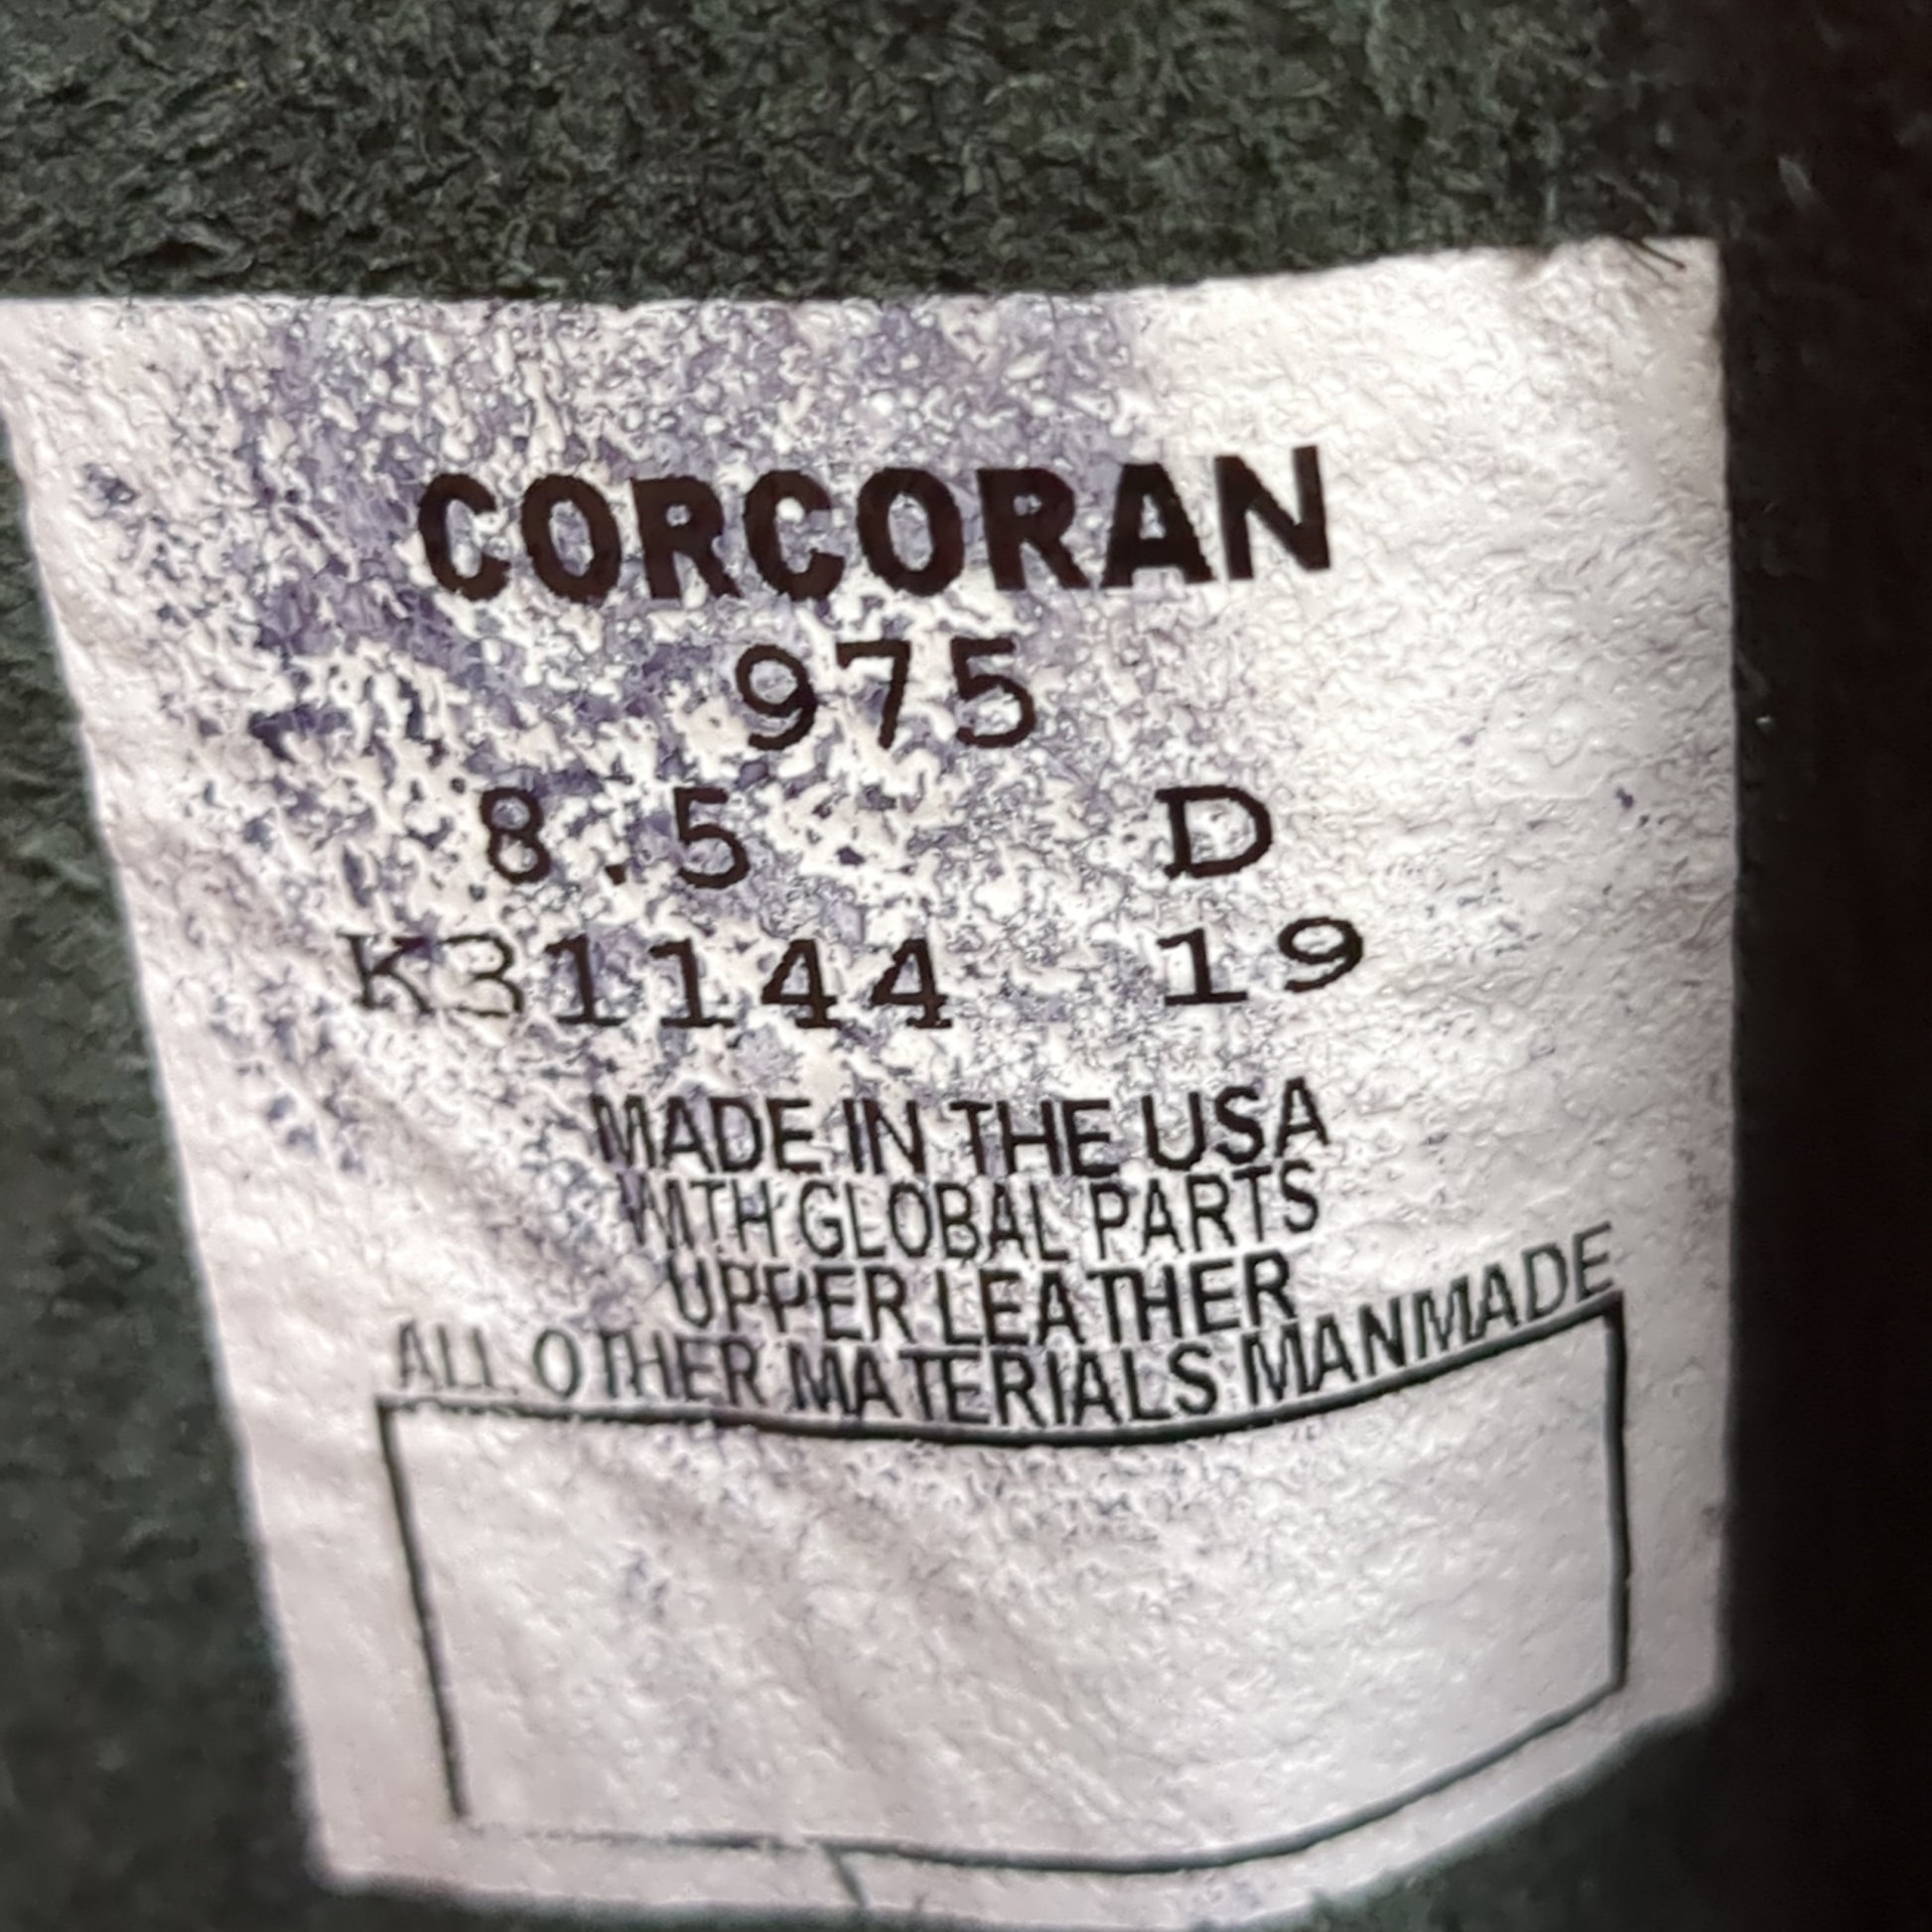 CORCORAN
975
8.5 D
K31144 19
MADE IN THE USA
WITH GLOBAL PARTS
UPPER LEATHER
ALL OTHER MATERIALS MANMADE